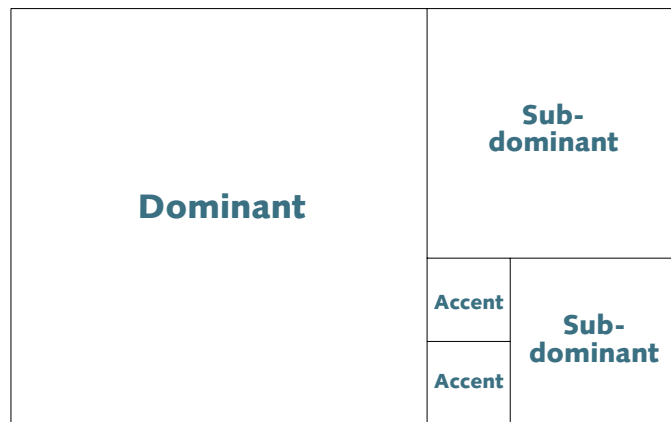 Dominant
Sub-
dominant
Accent
Accent
Sub-
dominant